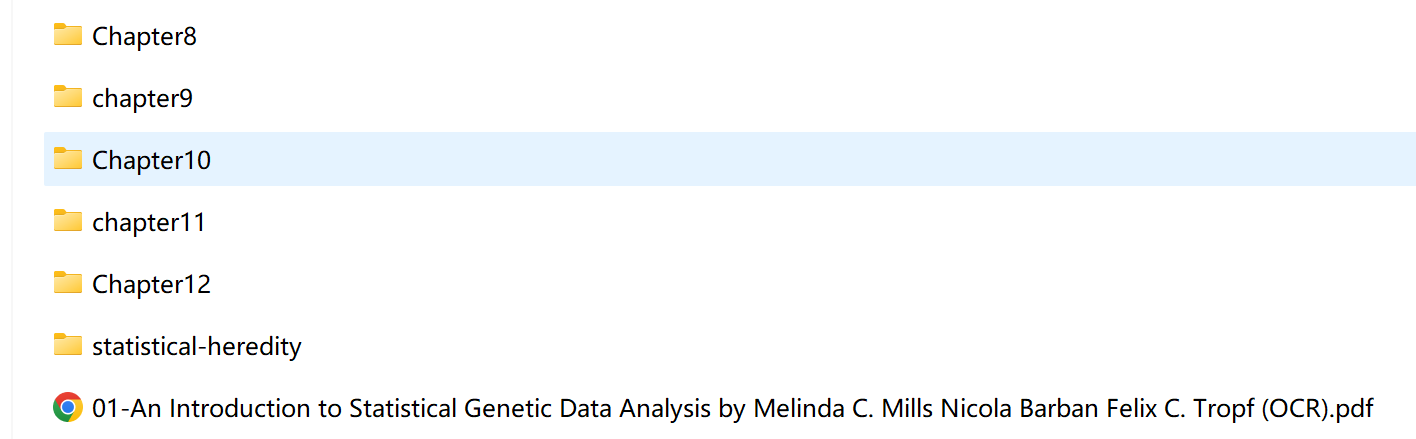 Chapter8
chapter9
Chapter10
chapter11
Chapter12
statistical-heredity
01-An Introduction to Statistical Genetic Data Analysis by Melinda C. Mills Nicola Barban Felix C. Tropf (OCR).pdf